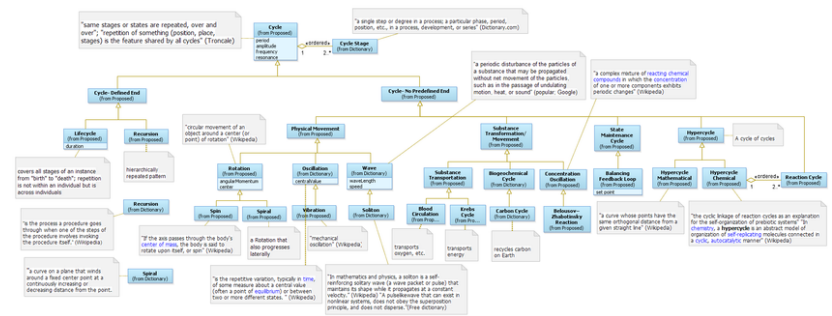 "same stages or states are repeated, over and
over"; "repetition of something (position, place,
stages) is the feature shared by all cycles" (Troncale)
Cycle
(from Proposed)
period
amplitude
frequency
resonance
«ordered»
1
2..*
Cycle Stage
(from Dictionary)
"a single step or degree in a process; a particular phase, period,
position, etc., in a process, development, or series" (Dictionary.com)
"a periodic disturbance of the particles of
a substance that may be propagated
without net movement of the particles,
such as in the passage of undulating
motion, heat, or sound" (popular, Google)
"a complex mixture of reacting chemical
compounds in which the concentration
of one or more components exhibits
periodic changes" (Wikipedia)
Cycle- Defined End
(from Proposed)
Cycle- No Predefined End
(from Proposed)
Lifecycle
(from Proposed)
duration
Recursion
(from Proposed)
"circular movement of an
object around a center (or
point) of rotation" (Wikipedia)
Physical Movement
(from Proposed)
Substance
Transformation/
Movement
(from Proposed)
State
Maintenance
Cycle
(from Proposed)
Hypercycle
(from Proposed)
A cycle of cycles
covers all stages of an instance
from "birth" to "death"; repetition
is not within an individual but is
across individuals
hierarchically
repeated pattern
Rotation
(from Proposed)
angularMomentum
center
Oscillation
(from Dictionary)
centralValue
Wave
(from Proposed)
waveLength
speed
Substance
Transportation
(from Proposed)
Biogeochemical
Cycle
(from Dictionary)
Concentration
Oscillation
(from Proposed)
Balancing
Feedback Loop
(from Proposed)
set point
Hypercycle
Mathematical
(from Proposed)
Hypercycle
Chemical
(from Proposed)
«ordered»
1
2..*
Reaction Cycle
(from Proposed)
Recursion
(from Dictionary)
"is the process a procedure goes
through when one of the steps of
the procedure involves invoking
the procedure itself." (Wikipedia)
Spin
(from Proposed)
Spiral
(from Proposed)
Vibration
(from Proposed)
Soliton
(from Dictionary)
Blood
Circulation
(from Prop...
Krebs
Cycle
(from Prop...
Carbon Cycle
(from Dictionary)
Belousov-
Zhabotinsky
Reaction
"If the axis passes through the body's
center of mass, the body is said to
rotate upon itself, or spin" (Wikipedia)
a Rotation that
also progresses
laterally
"mechanical
oscillation" (Wikipedia)
transports
oxygen, etc.
transports
energy
recycles carbon
on Earth
"a curve whose points have the
same orthogonal distance from a
given straight line" (Wikipedia)
"the cyclic linkage of reaction cycles as an explanation
for the self-organization of prebiotic systems" "In
chemistry, a hypercycle is an abstract model of
organization of self-replicating molecules connected in
a cyclic, autocatalytic manner" (Wikipedia)
"a curve on a plane that winds
around a fixed center point at a
continuously increasing or
decreasing distance from the point.
Spiral
(from Dictionary)
"is the repetitive variation, typically in time,
of some measure about a central value
(often a point of equilibrium) or between
two or more different states. " (Wikipedia)
"In mathematics and physics, a soliton is a self-
reinforcing solitary wave (a wave packet or pulse) that
maintains its shape while it propagates at a constant
velocity." (Wikipedia) "A pulselikewave that can exist in
nonlinear systems, does not obey the superposition
principle, and does not disperse." (Free dictionary)